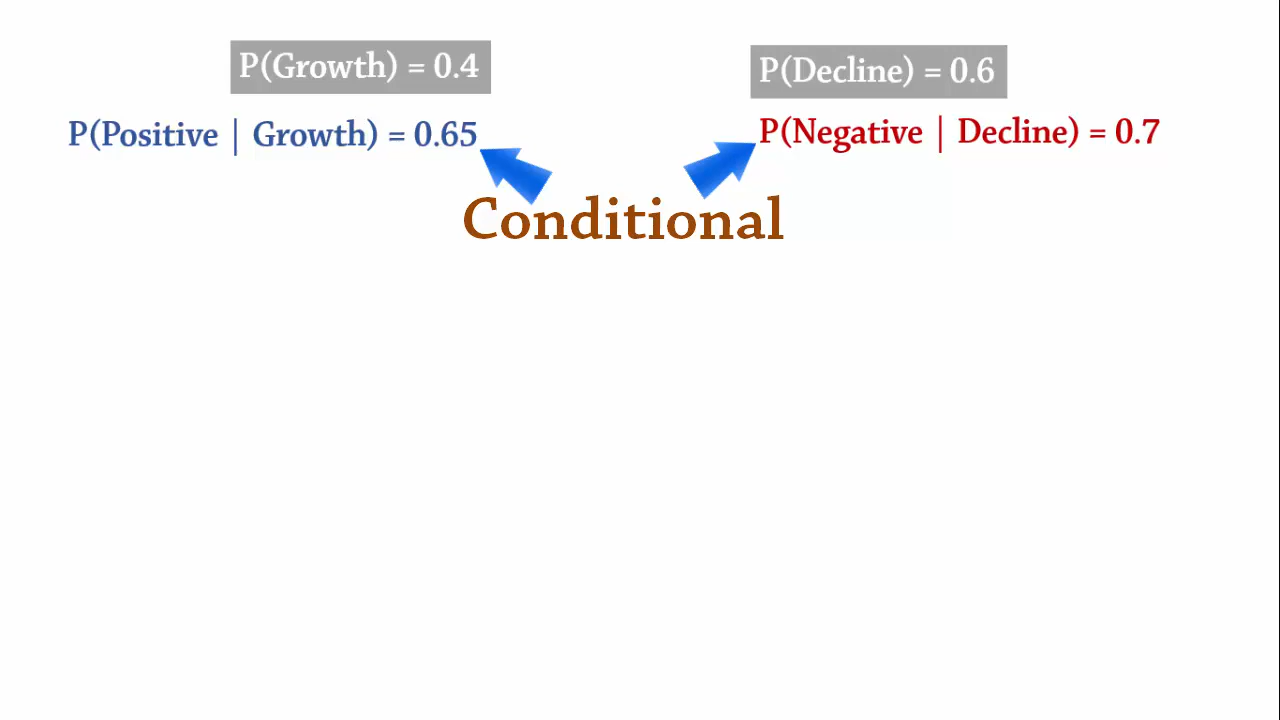 P(Growth) = 0.4
P(Decline) = 0.6
P(Positive | Growth) = 0.65
P(Negative | Decline) = 0.7
Conditional